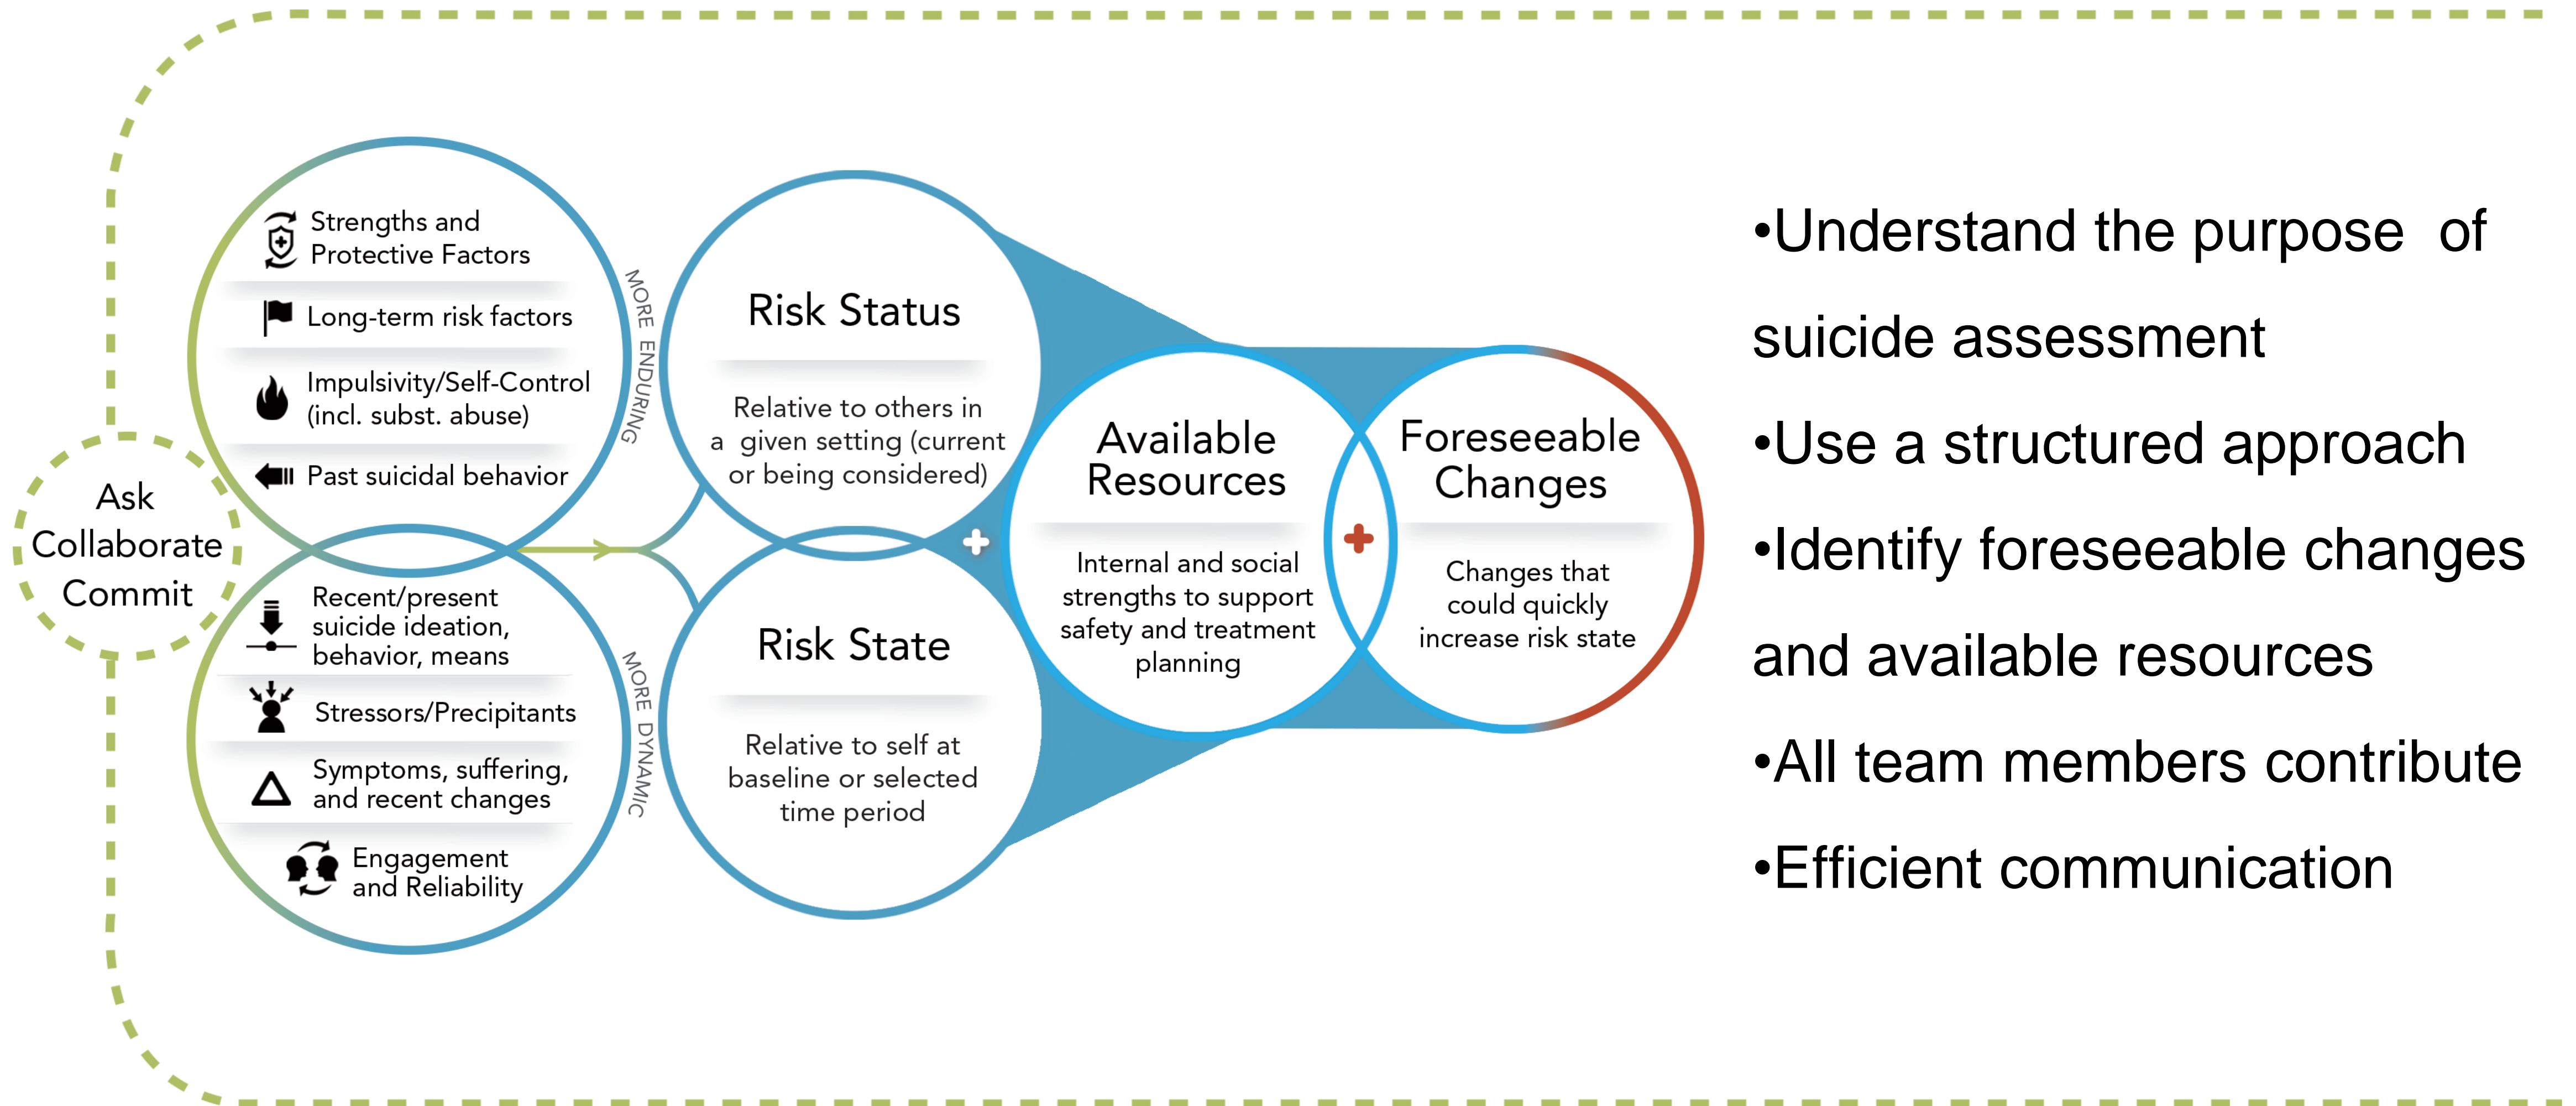 Ask
Collaborate
Commit
Strengths and
Protective Factors
Long-term risk factors
Impulsivity/Self-Control
(incl. subst. abuse)
Past suicidal behavior
MORE ENDURING
Recent/present
suicide ideation,
behavior, means
Stressors/Precipitants
Symptoms, suffering,
and recent changes
Engagement
and Reliability
MORE DYNAMIC
Risk Status
Relative to others in
a given setting (current
or being considered)
Risk State
Relative to self at
baseline or selected
time period
Available
Resources
Internal and social
strengths to support
safety and treatment
planning
Foreseeable
Changes
Changes that
could quickly
increase risk state
•Understand the purpose of
suicide assessment
•Use a structured approach
•Identify foreseeable changes
and available resources
•All team members contribute
•Efficient communication